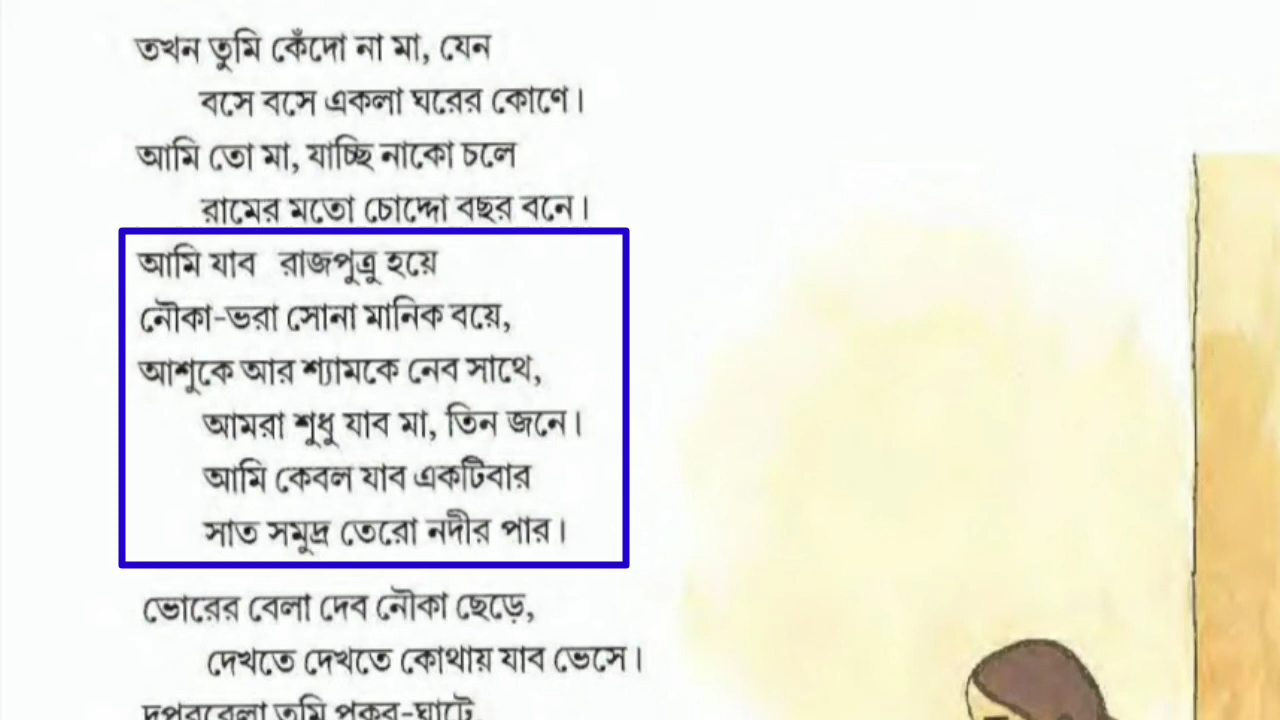 তখন তুমি কেঁদো না মা, যেন
বসে বসে একলা ঘরের কোণে।
আমি তো মা, যাচ্ছি নাকো চলে
রামের মতো চোদ্দো বছর বনে।
আমি যাব রাজপুত্রু হয়ে
নৌকা-ভরা সোনা মানিক বয়ে,
আশুকে আর শ্যামকে নেব সাথে,
আমরা শুধু যাব মা, তিন জনে।
আমি কেবল যাব একটিবার
সাত সমুদ্র তেরো নদীর পার।
ভোরের বেলা দেব নৌকা ছেড়ে,
দেখতে দেখতে কোথায় যাব ভেসে।
দুপুরবেলা তুমি পুকুর-ঘাটে,